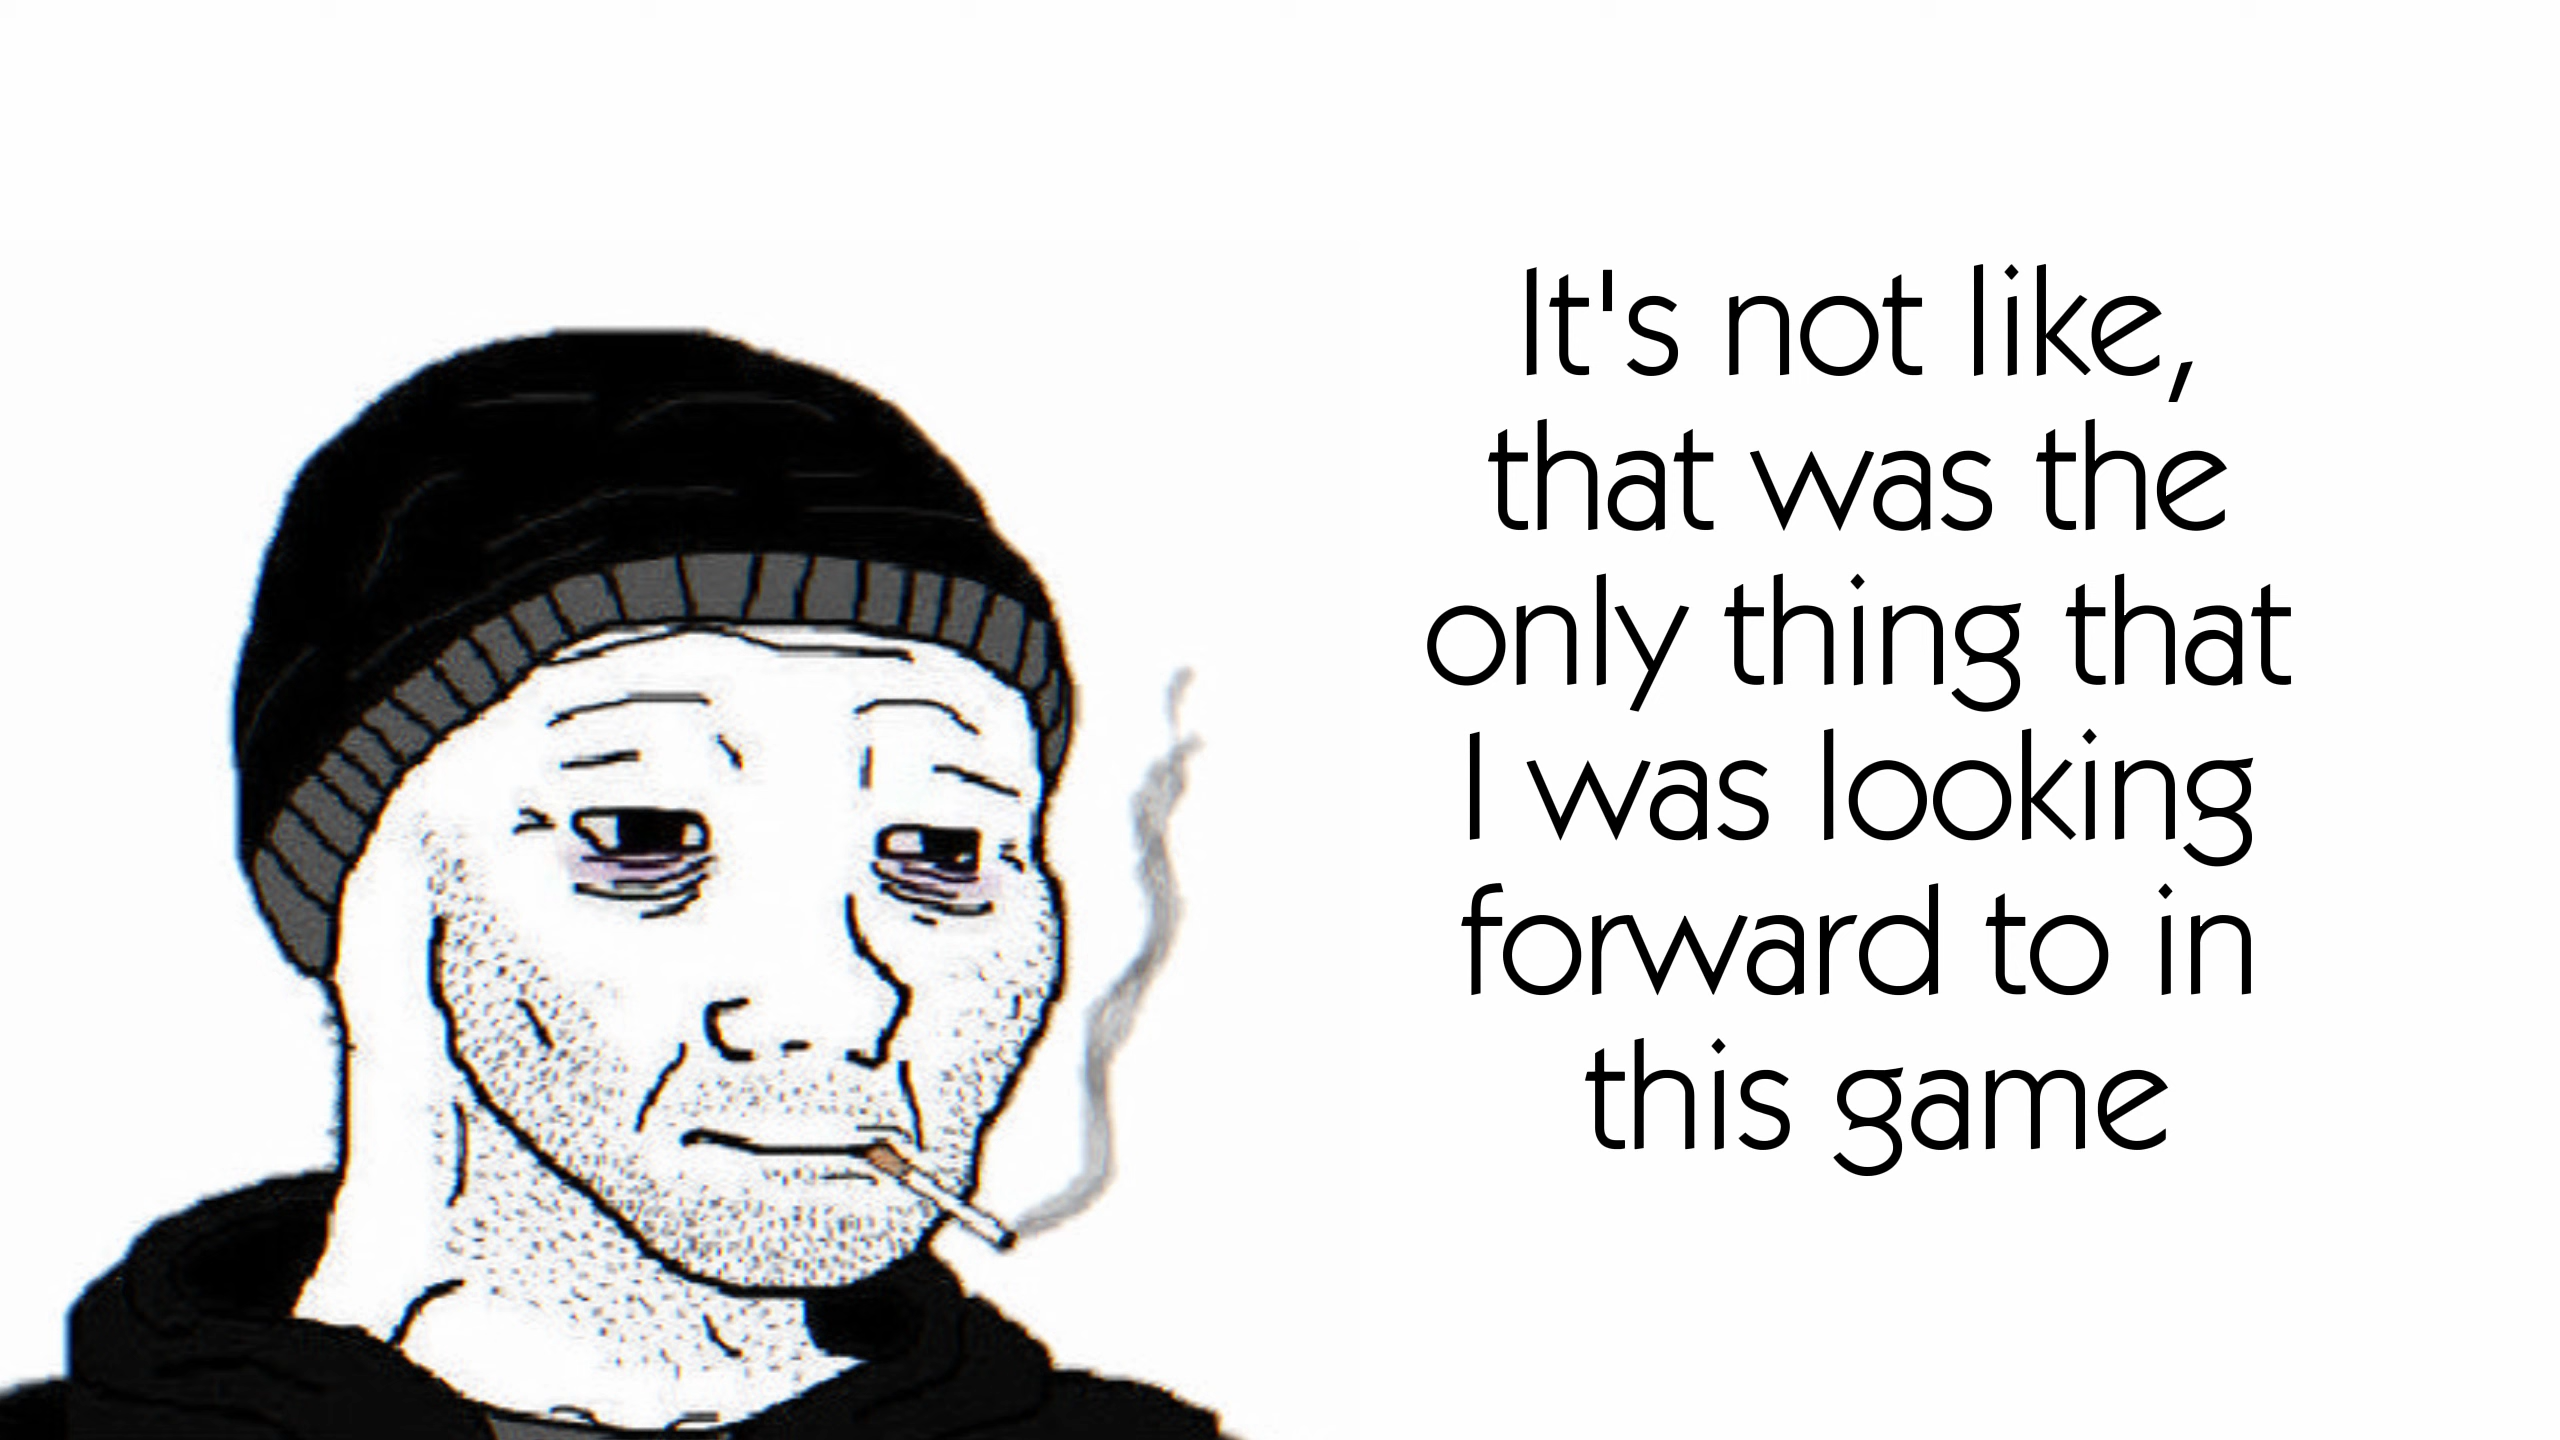 It's not like,
that was the
only thing that
I was looking
forward to in
this game